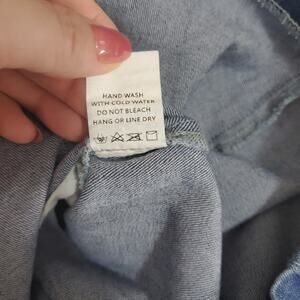 HAND WASH
WITH COLD WATER
DO NOT BLEACH
HANG OR LINE DRY